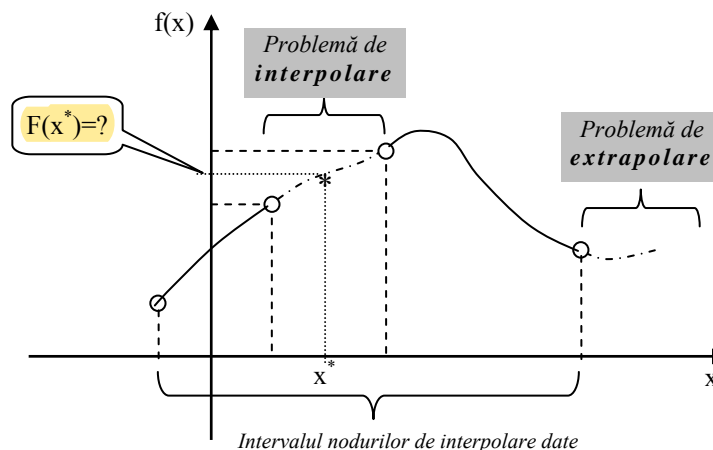 f(x)
Problemă de
interpolare
F(x*)=?
Problemă de
extrapolare
*
x*
x
Intervalul nodurilor de interpolare date